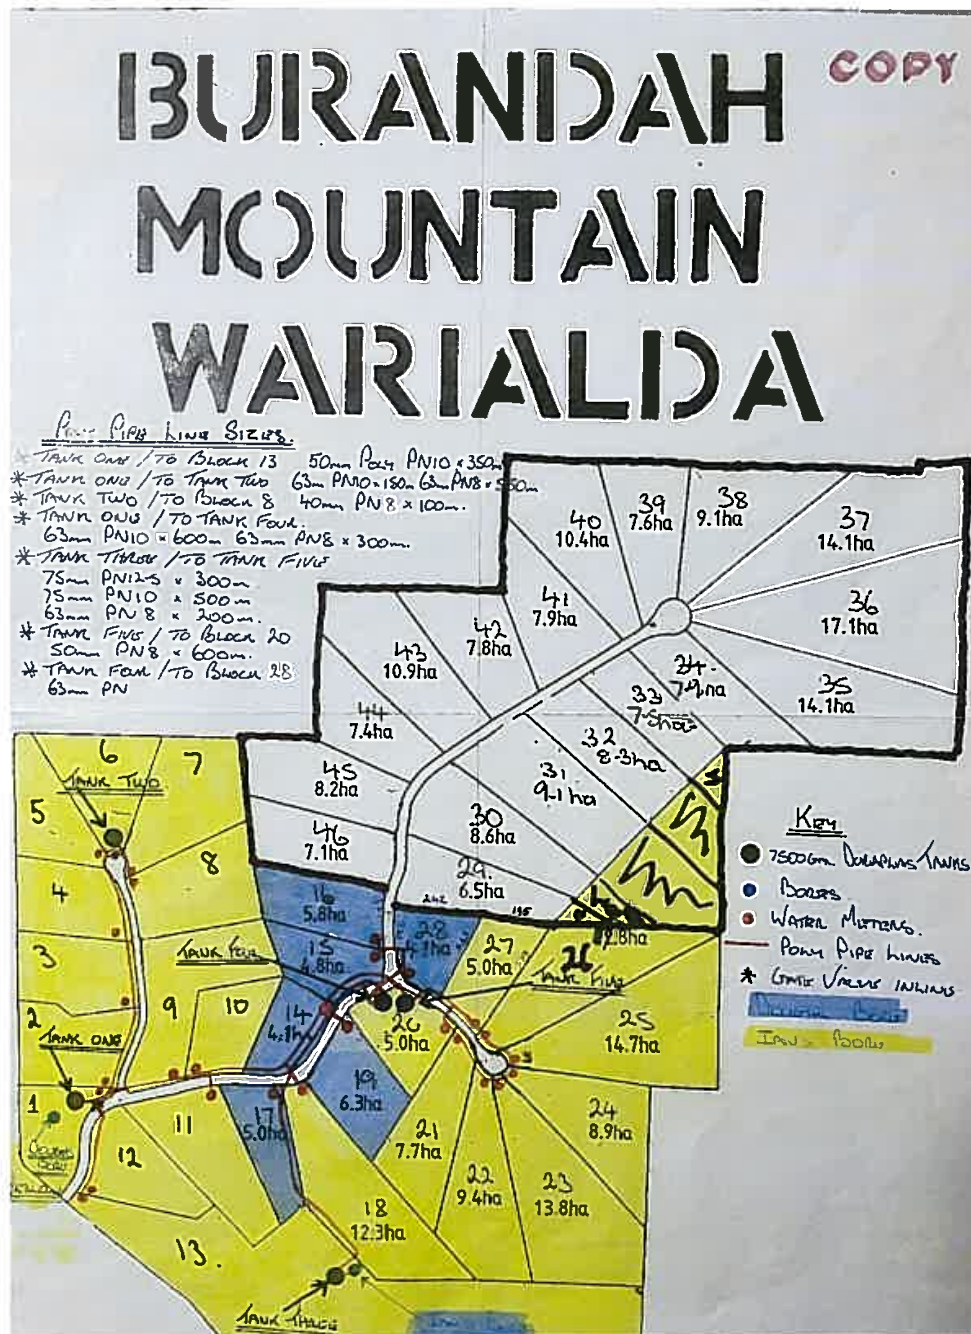 BURANDAH
COPY
MOUNTAIN
WARIALDA
PIPE LINE SIZES.
* TANK ONE / TO BLOCK 13 50mm POLY PN10 x 350m
* TANK ONE / TO TANK TWO 63mm PN10 x 150m 63mm PN8 x 550m
* TANK TWO / TO BLOCK 8 40mm PN8 x 100m.
* TANK ONE / TO TANK FOUR.
63mm PN10 x 600m 63mm PN8 x 300m.
* TANK THREE / TO TANK FIVE
75mm PN12-5 x 300m
75mm PN10 x 500m
63mm PN 8 x 200m.
* TANK FIVE / TO BLOCK 20
50mm PN8 x 600m.
* TANK FOUR / TO BLOCK 28
63mm PN
40
10.4ha
39
7.6ha
38
9.1ha
37
14.1ha
36
17.1ha
35
14.1ha
41
7.9ha
42
7.8ha
43
10.9ha
44
7.4ha
45
8.2ha
46
7.1ha
34
33
32
8-3ha
31
9-1ha
30
8.6ha
29.
6.5ha
242
195
6
7
TANK TWO
5
8
4
3
9
10
2
TANK ONE
1
11
12
13.
16
5.8ha
15
4.8ha
28
4.1ha
TANK FOUR
14
4.1ha
27
5.0ha
26
TANK FIVE
20
5.0ha
25
14.7ha
19
6.3ha
17
5.0ha
21
7.7ha
24
8.9ha
22
9.4ha
23
13.8ha
18
12.3ha
TANK THREE
KEY
7500Gm DURAPLAS TANKS
BORES
WATER METTERS.
POLY PIPE LINES
* GATE VALVE INLINE